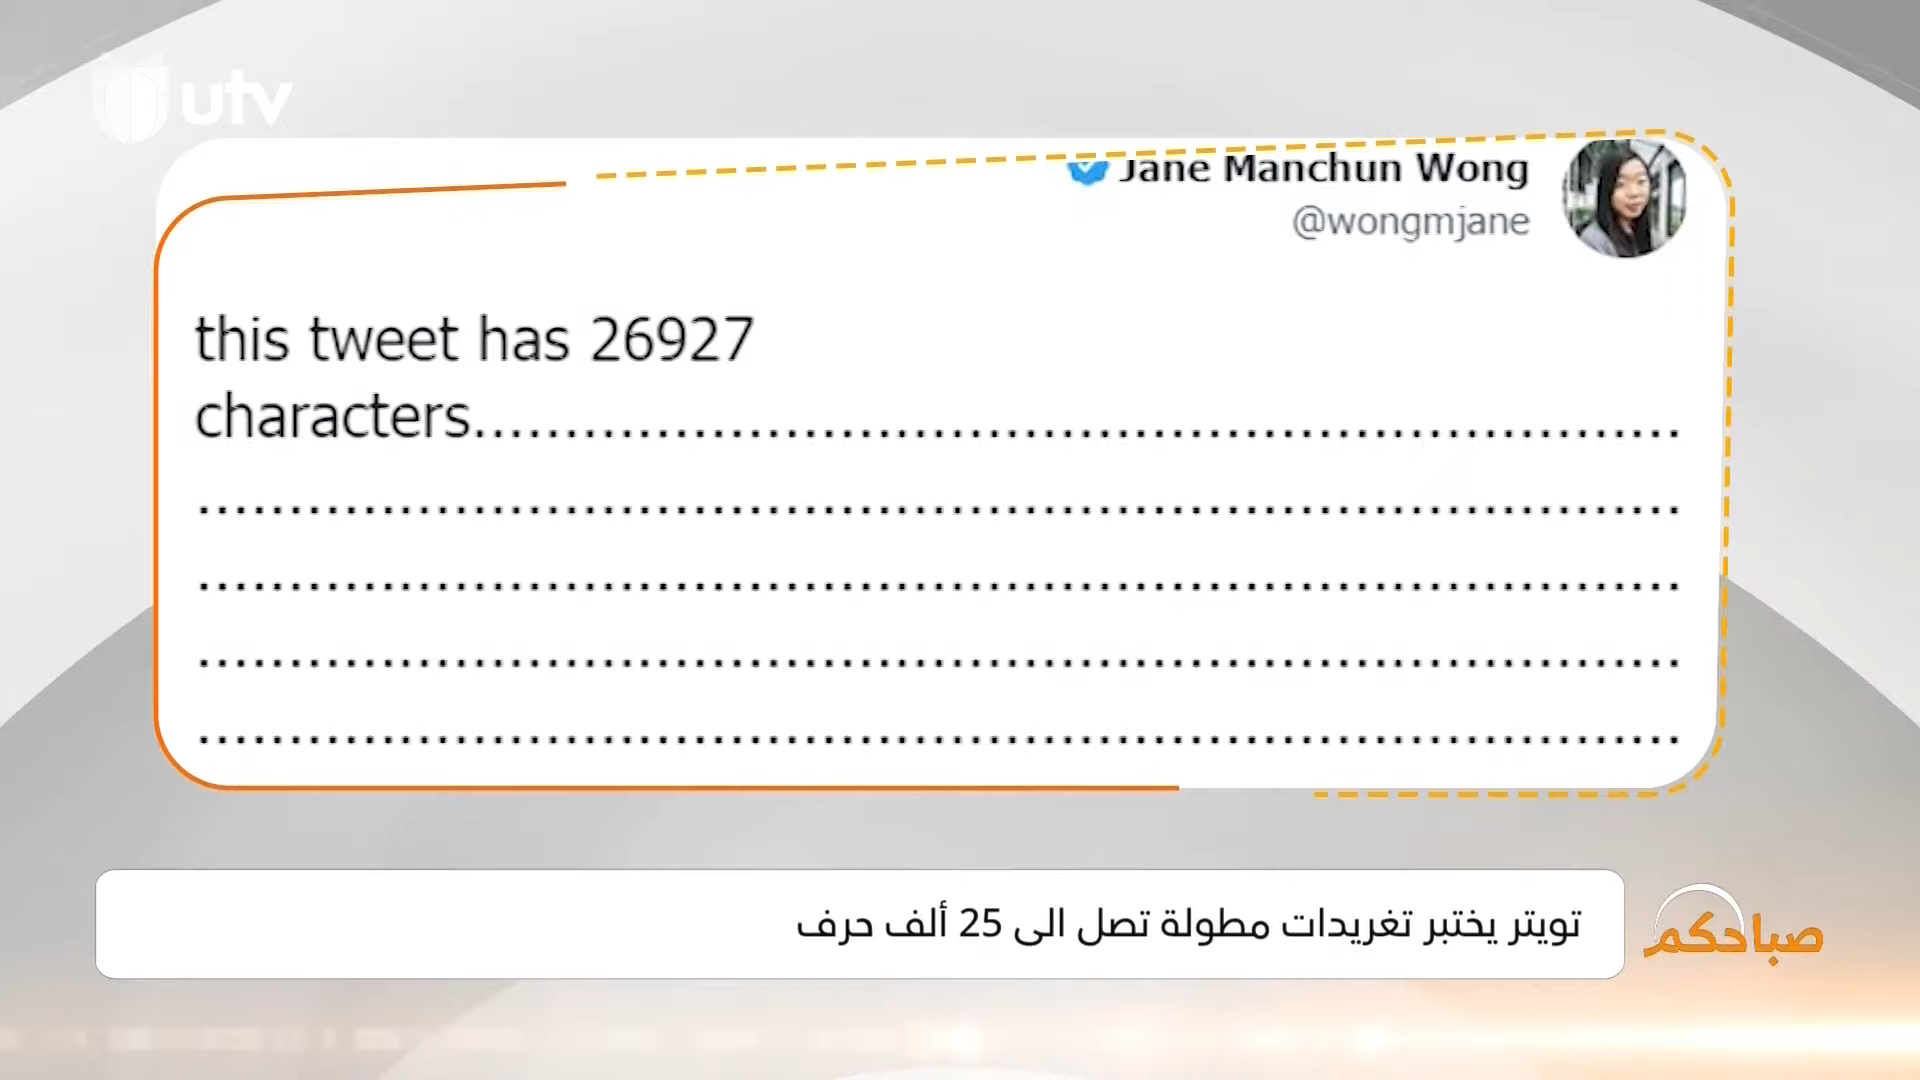 utv
Jane Manchun Wong
@wongmjane
this tweet has 26927
characters..................................................................
.................................................................................
.................................................................................
.................................................................................
.................................................................................
تويتر يختبر تغريدات مطولة تصل الى 25 ألف حرف
صباحكم